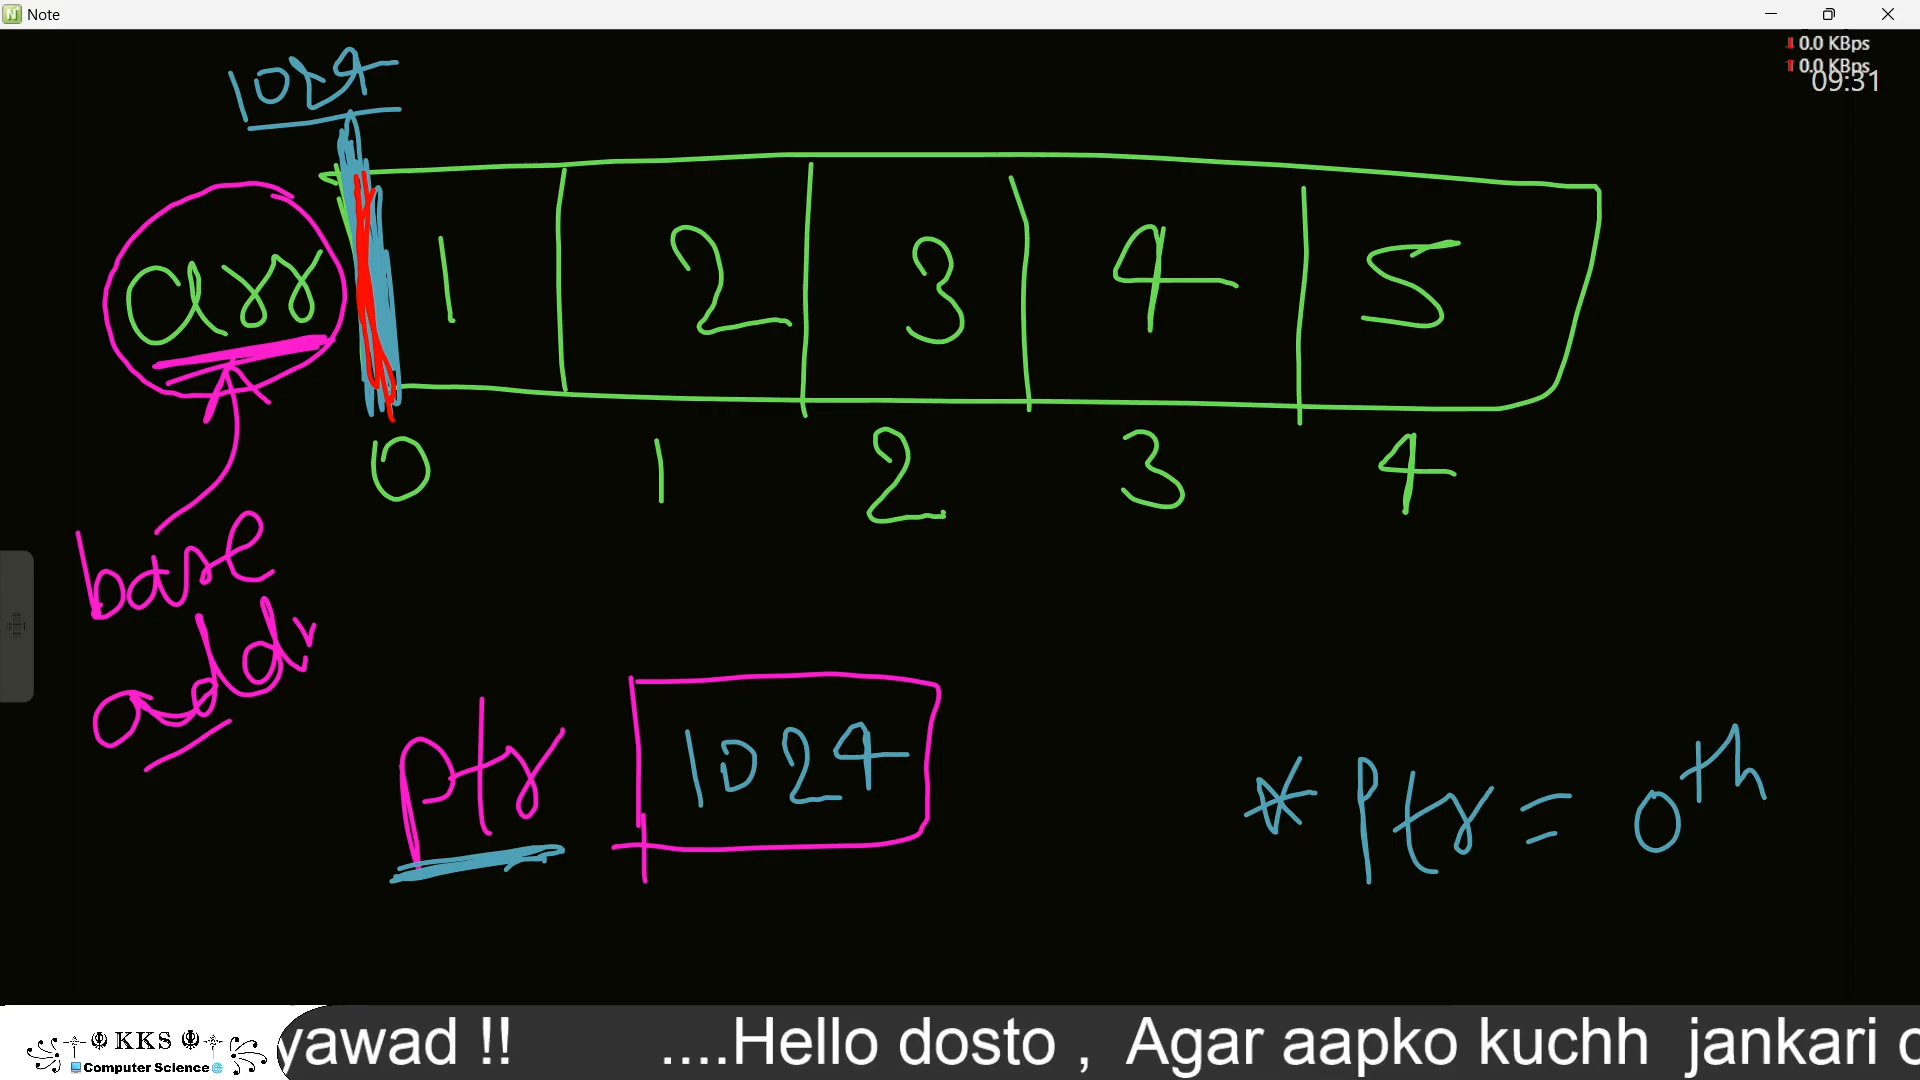 Note
0.0 KBps
0.0 KBps
09:31
1024
arr 1 2 3 4 5
0 1 2 3 4
base
addr
ptr 1024
*ptr = 0th
KKS
Computer Science
yawad !! ....Hello dosto , Agar aapko kuchh jankari